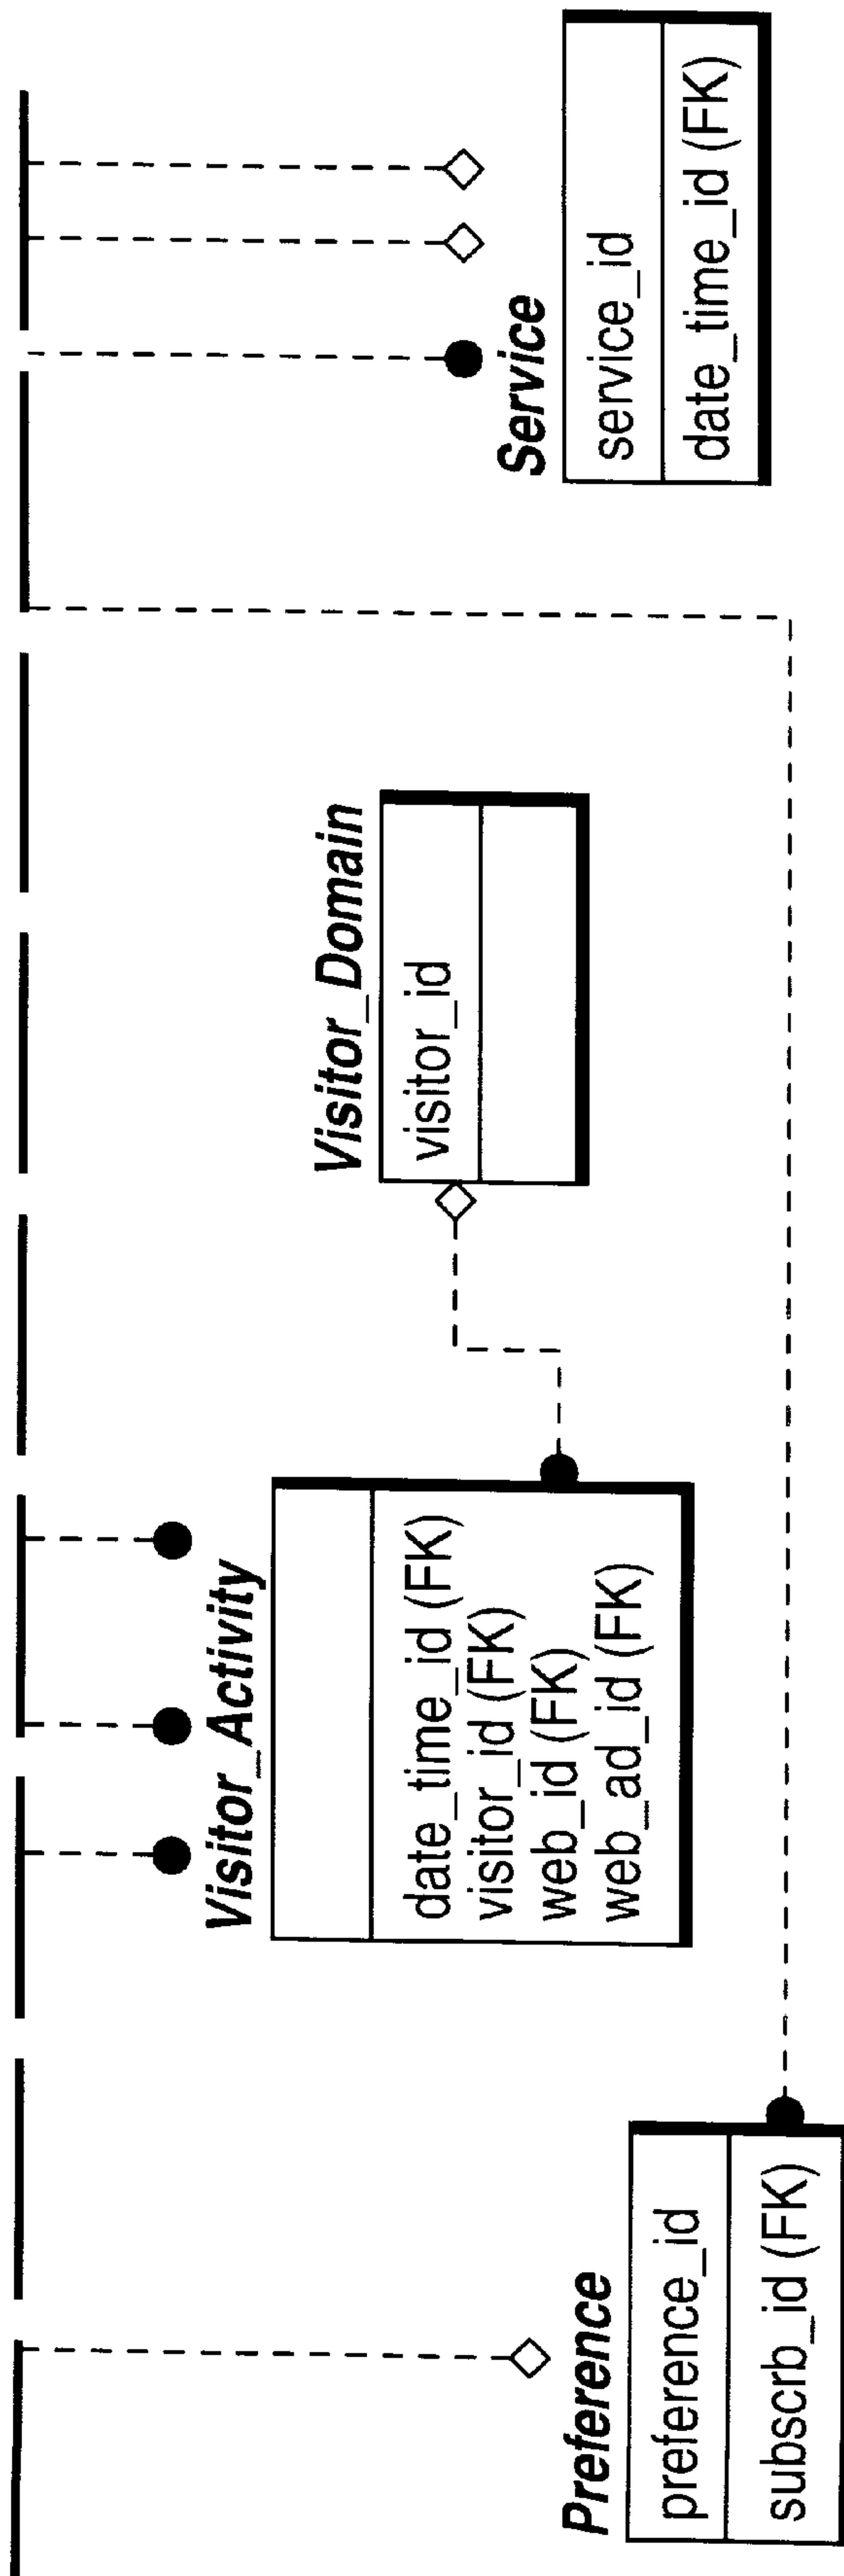 Preference
preference_id
subscrb_id (FK)
Visitor_Activity
date_time_id (FK)
visitor_id (FK)
web_id (FK)
web_ad_id (FK)
Visitor_Domain
visitor_id
Service
service_id
date_time_id (FK)